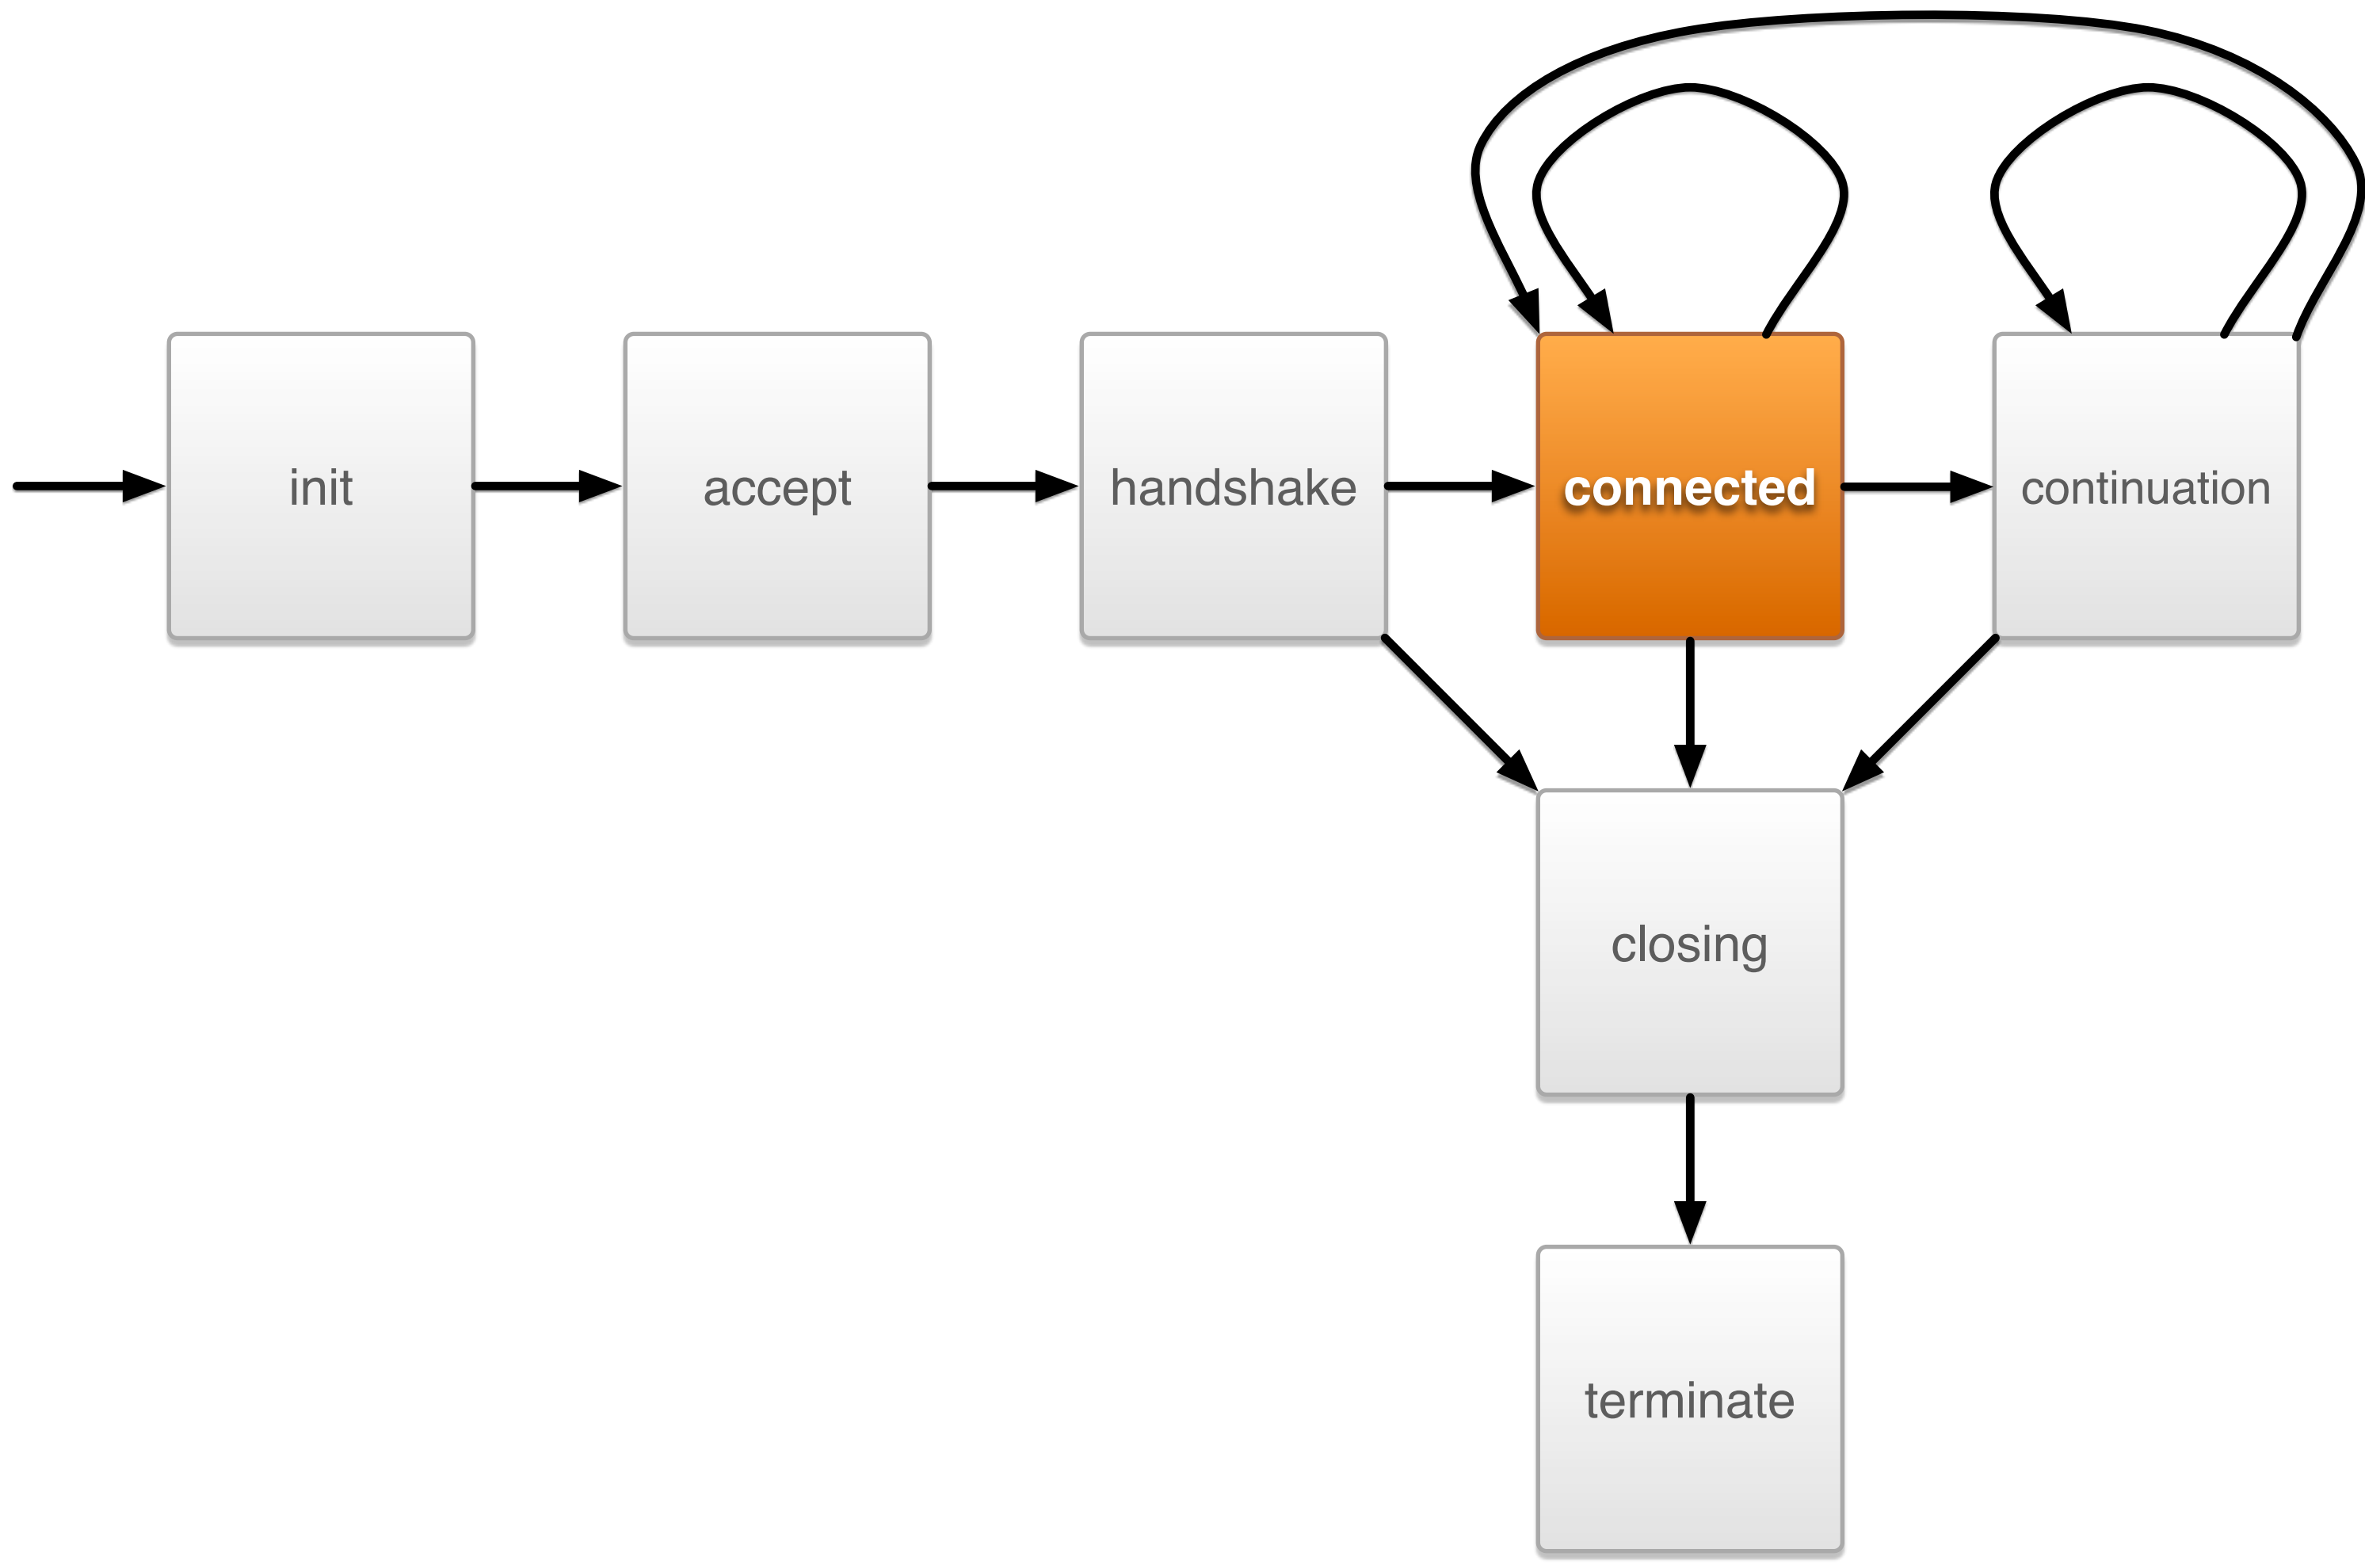 init
accept
handshake
connected
continuation
closing
terminate